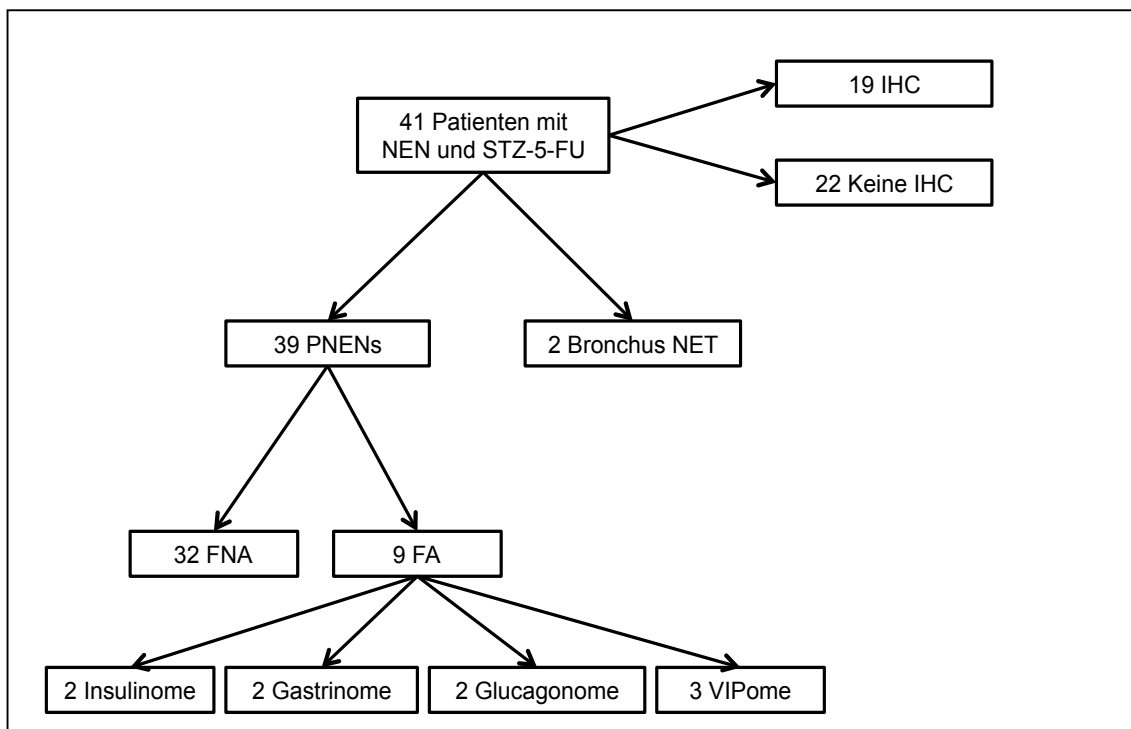 19 IHC
41 Patienten mit
NEN und STZ-5-FU
22 Keine IHC
39 PNENs
2 Bronchus NET
32 FNA
9 FA
2 Insulinome
2 Gastrinome
2 Glucagonome
3 VIPome